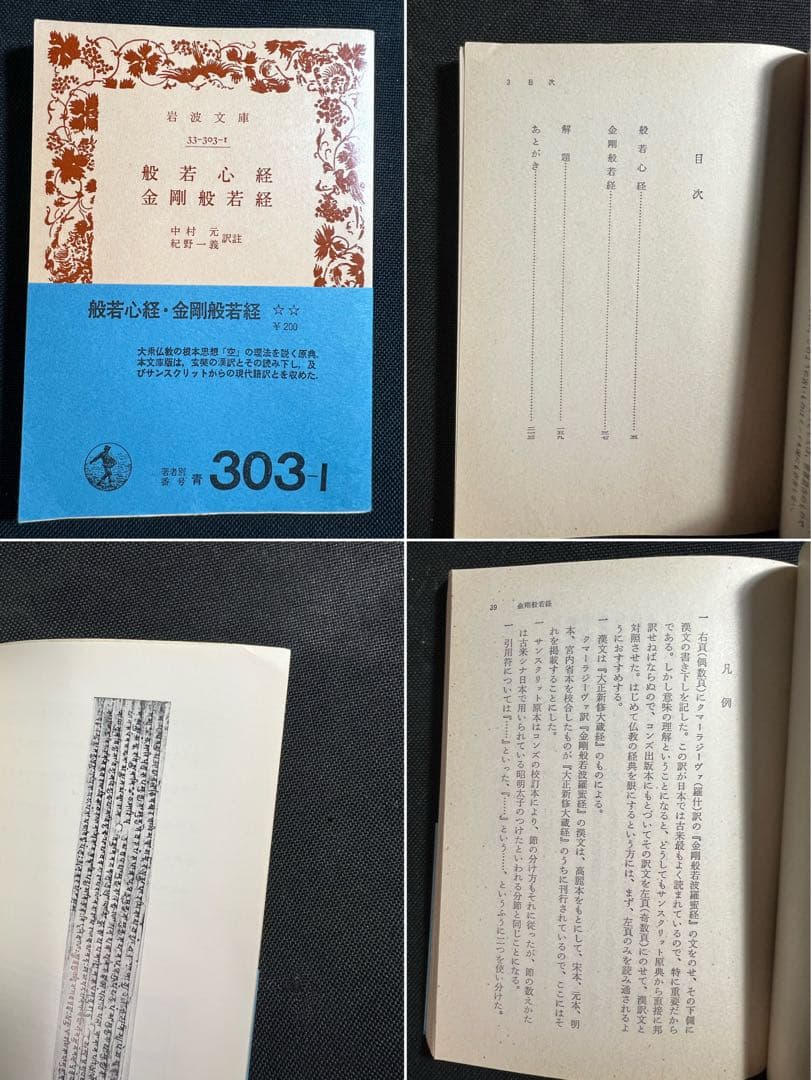 岩波文庫
33-303-1
般若心経
金剛般若経
中村 元
紀野一義 訳註
般若心経・金剛般若経 ☆☆
￥200
大乗仏教の根本思想「空」の理法を説く原典.
本文庫版は, 玄奘の漢訳とその読み下し, 及
びサンスクリットからの現代語訳とを収めた.
著者別
番号 青 303-1
3 目次
目次
般若心経……………五
金剛般若経……………三七
解題……………一五九
あとがき……………二一三
39 金剛般若経
凡例
一 右頁(偶数頁)にクマーラジーヴァ(羅什)訳の『金剛般若波羅蜜経』の文をのせ、その下欄に
漢文の書き下しを記した。この訳が日本では古来最もよく読まれているので、特に重要だから
である。しかし意味の理解ということになると、どうしてもサンスクリット原典から直接に邦
訳せねばならぬので、コンズ出版本にもとづいてその訳文を左頁(奇数頁)にのせて、漢訳文と
対照させた。はじめて仏教の経典を眼にするという方には、まず、左頁のみを読み通されるよ
うにおすすめする。
一 漢文は『大正新修大蔵経』のものによる。
クマーラジーヴァ訳『金剛般若波羅蜜経』の漢文は、高麗本をもとにして、宋本、元本、明
本、宮内省本を校合したものが『大正新修大蔵経』のうちに刊行されているので、ここにはそ
れを掲載することにした。
一 サンスクリット原本はコンズの校訂本により、節の分け方もそれに従ったが、節の数えかた
は古来シナ日本で用いられている昭明太子のつけたといわれる分節と同じことになる。
一 引用符については『……』といった、『……』という……、というふうに二つを使い分けた。